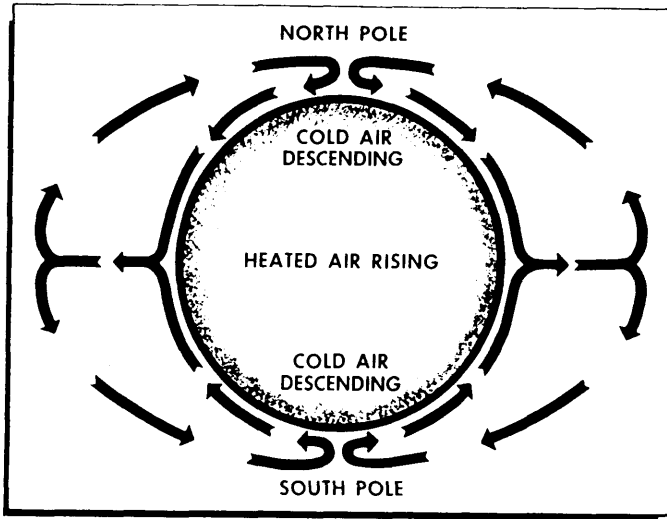 NORTH POLE
COLD AIR
DESCENDING
HEATED AIR RISING
COLD AIR
DESCENDING
SOUTH POLE